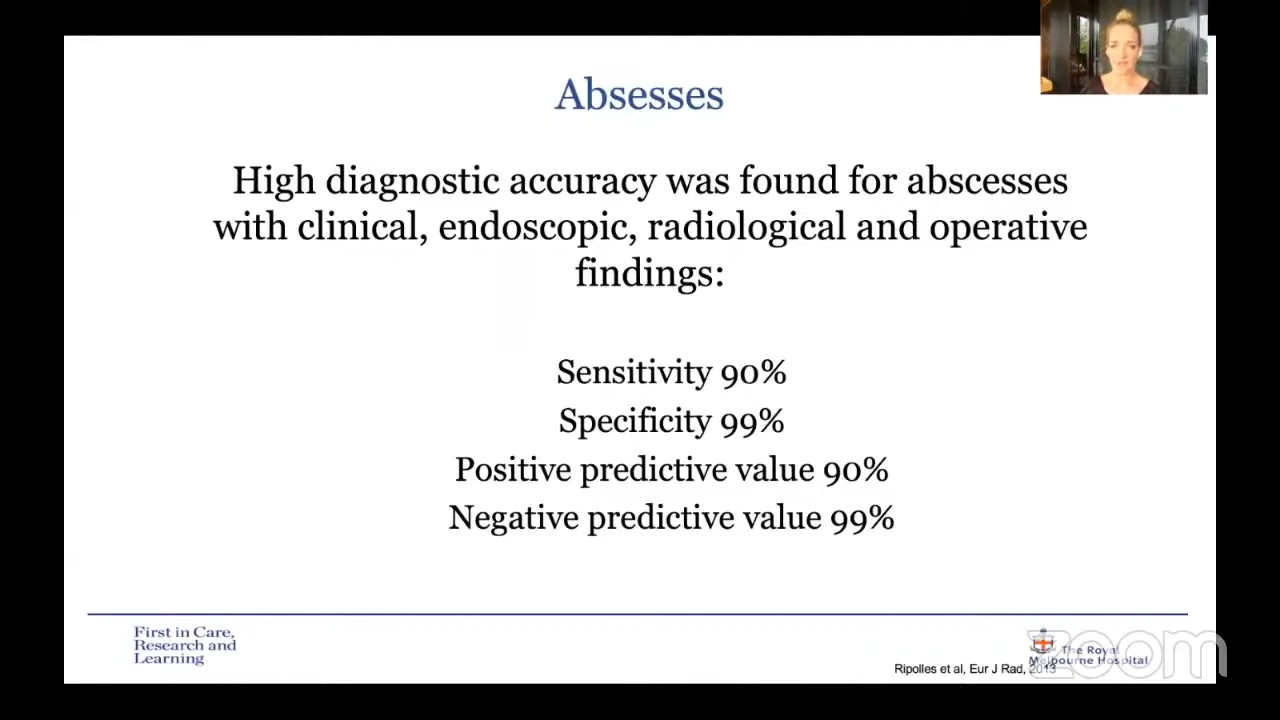 Absesses
High diagnostic accuracy was found for abscesses
with clinical, endoscopic, radiological and operative
findings:
Sensitivity 90%
Specificity 99%
Positive predictive value 90%
Negative predictive value 99%
First in Care,
Research and
Learning
The Royal
Melbourne Hospital
Ripolles et al, Eur J Rad, 2013
zoom